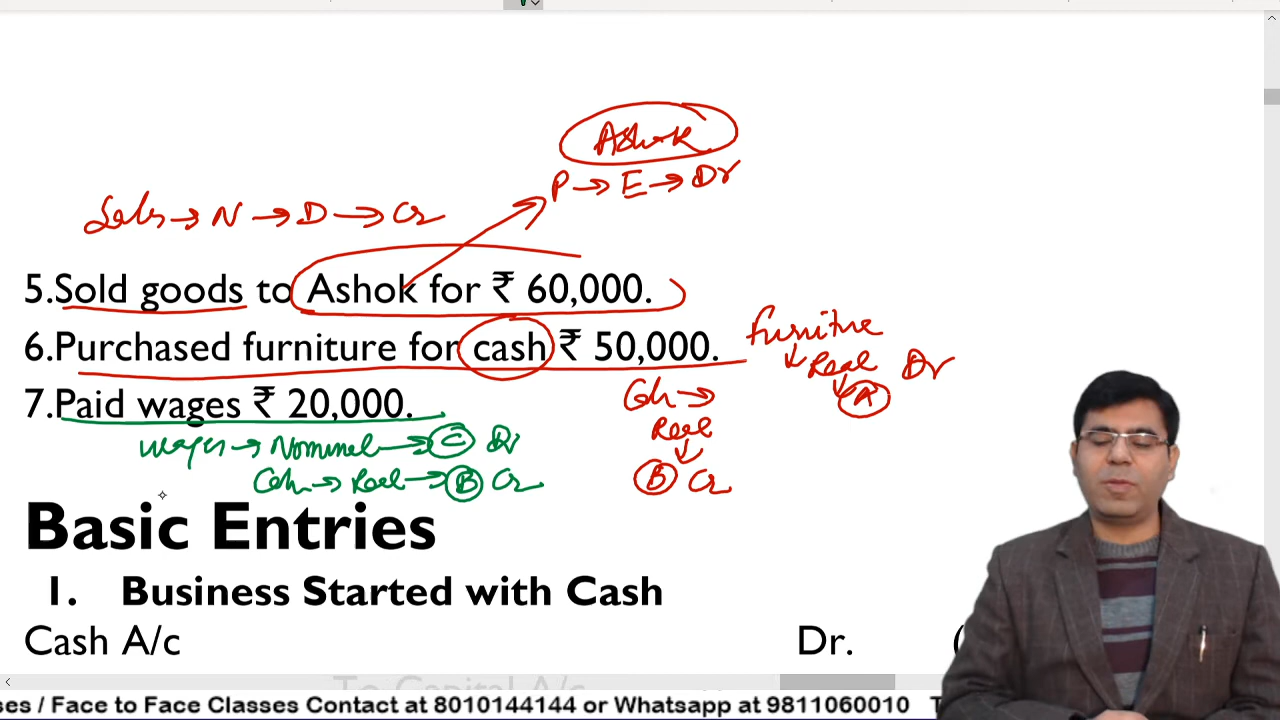 Ashok
P → E → Dr
Sales → N → D → Cr
5.Sold goods to Ashok for ₹ 60,000.
6.Purchased furniture for cash ₹ 50,000.
furniture
Real Dr
A
7.Paid wages ₹ 20,000.
Cash →
Real
B Cr
wages → Nominal → C Dr
Cash → Real → B Cr
Basic Entries
1. Business Started with Cash
Cash A/c Dr. (
To Capital A/c
ses / Face to Face Classes Contact at 8010144144 or Whatsapp at 9811060010 T